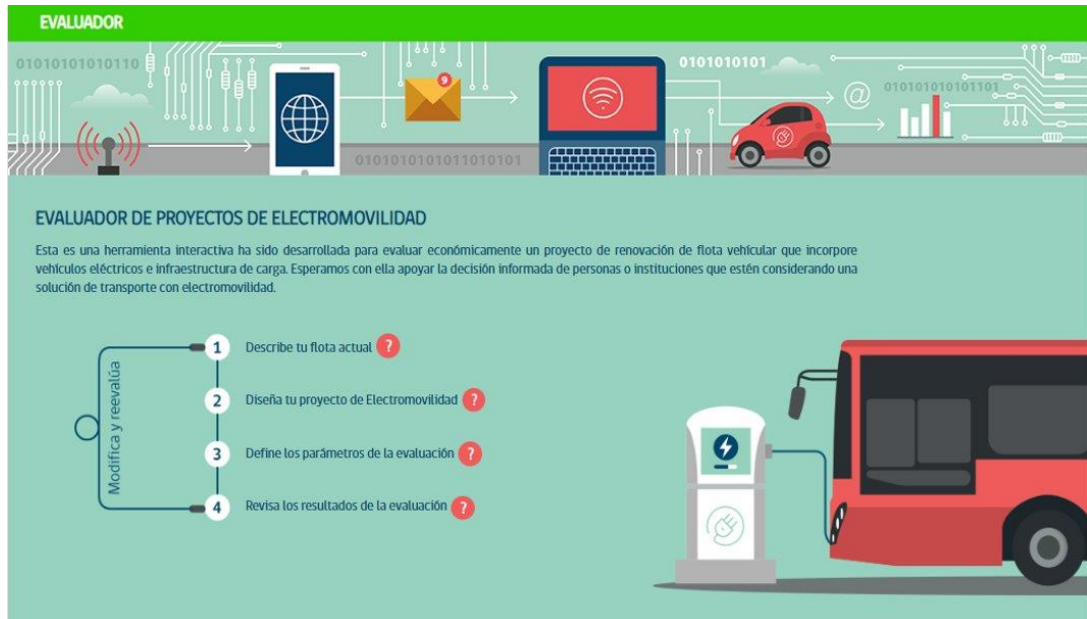 EVALUADOR
01010101010110
9
0101010101
@
010101010101101
0101010101011010101
EVALUADOR DE PROYECTOS DE ELECTROMOVILIDAD
Esta es una herramienta interactiva ha sido desarrollada para evaluar económicamente un proyecto de renovación de flota vehícular que incorpore
vehículos eléctricos e infraestructura de carga. Esperamos con ella apoyar la decisión informada de personas o instituciones que estén considerando una
solución de transporte con electromovilidad.
Modifica y reevalúa
1 Describe tu flota actual ?
2 Diseña tu proyecto de Electromovilidad ?
3 Define los parámetros de la evaluación ?
4 Revisa los resultados de la evaluación ?